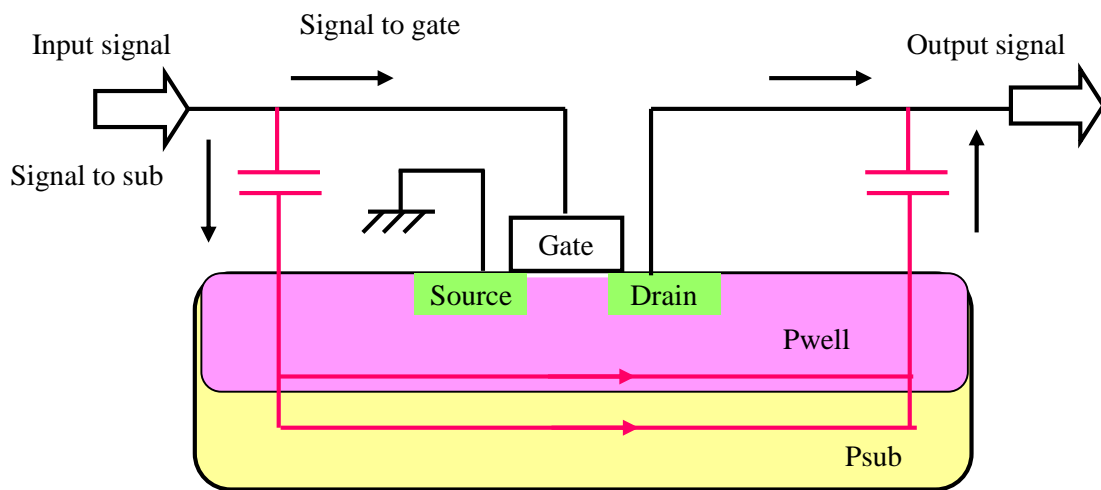 Signal to gate
Input signal
Output signal
Signal to sub
Gate
Source
Drain
Pwell
Psub